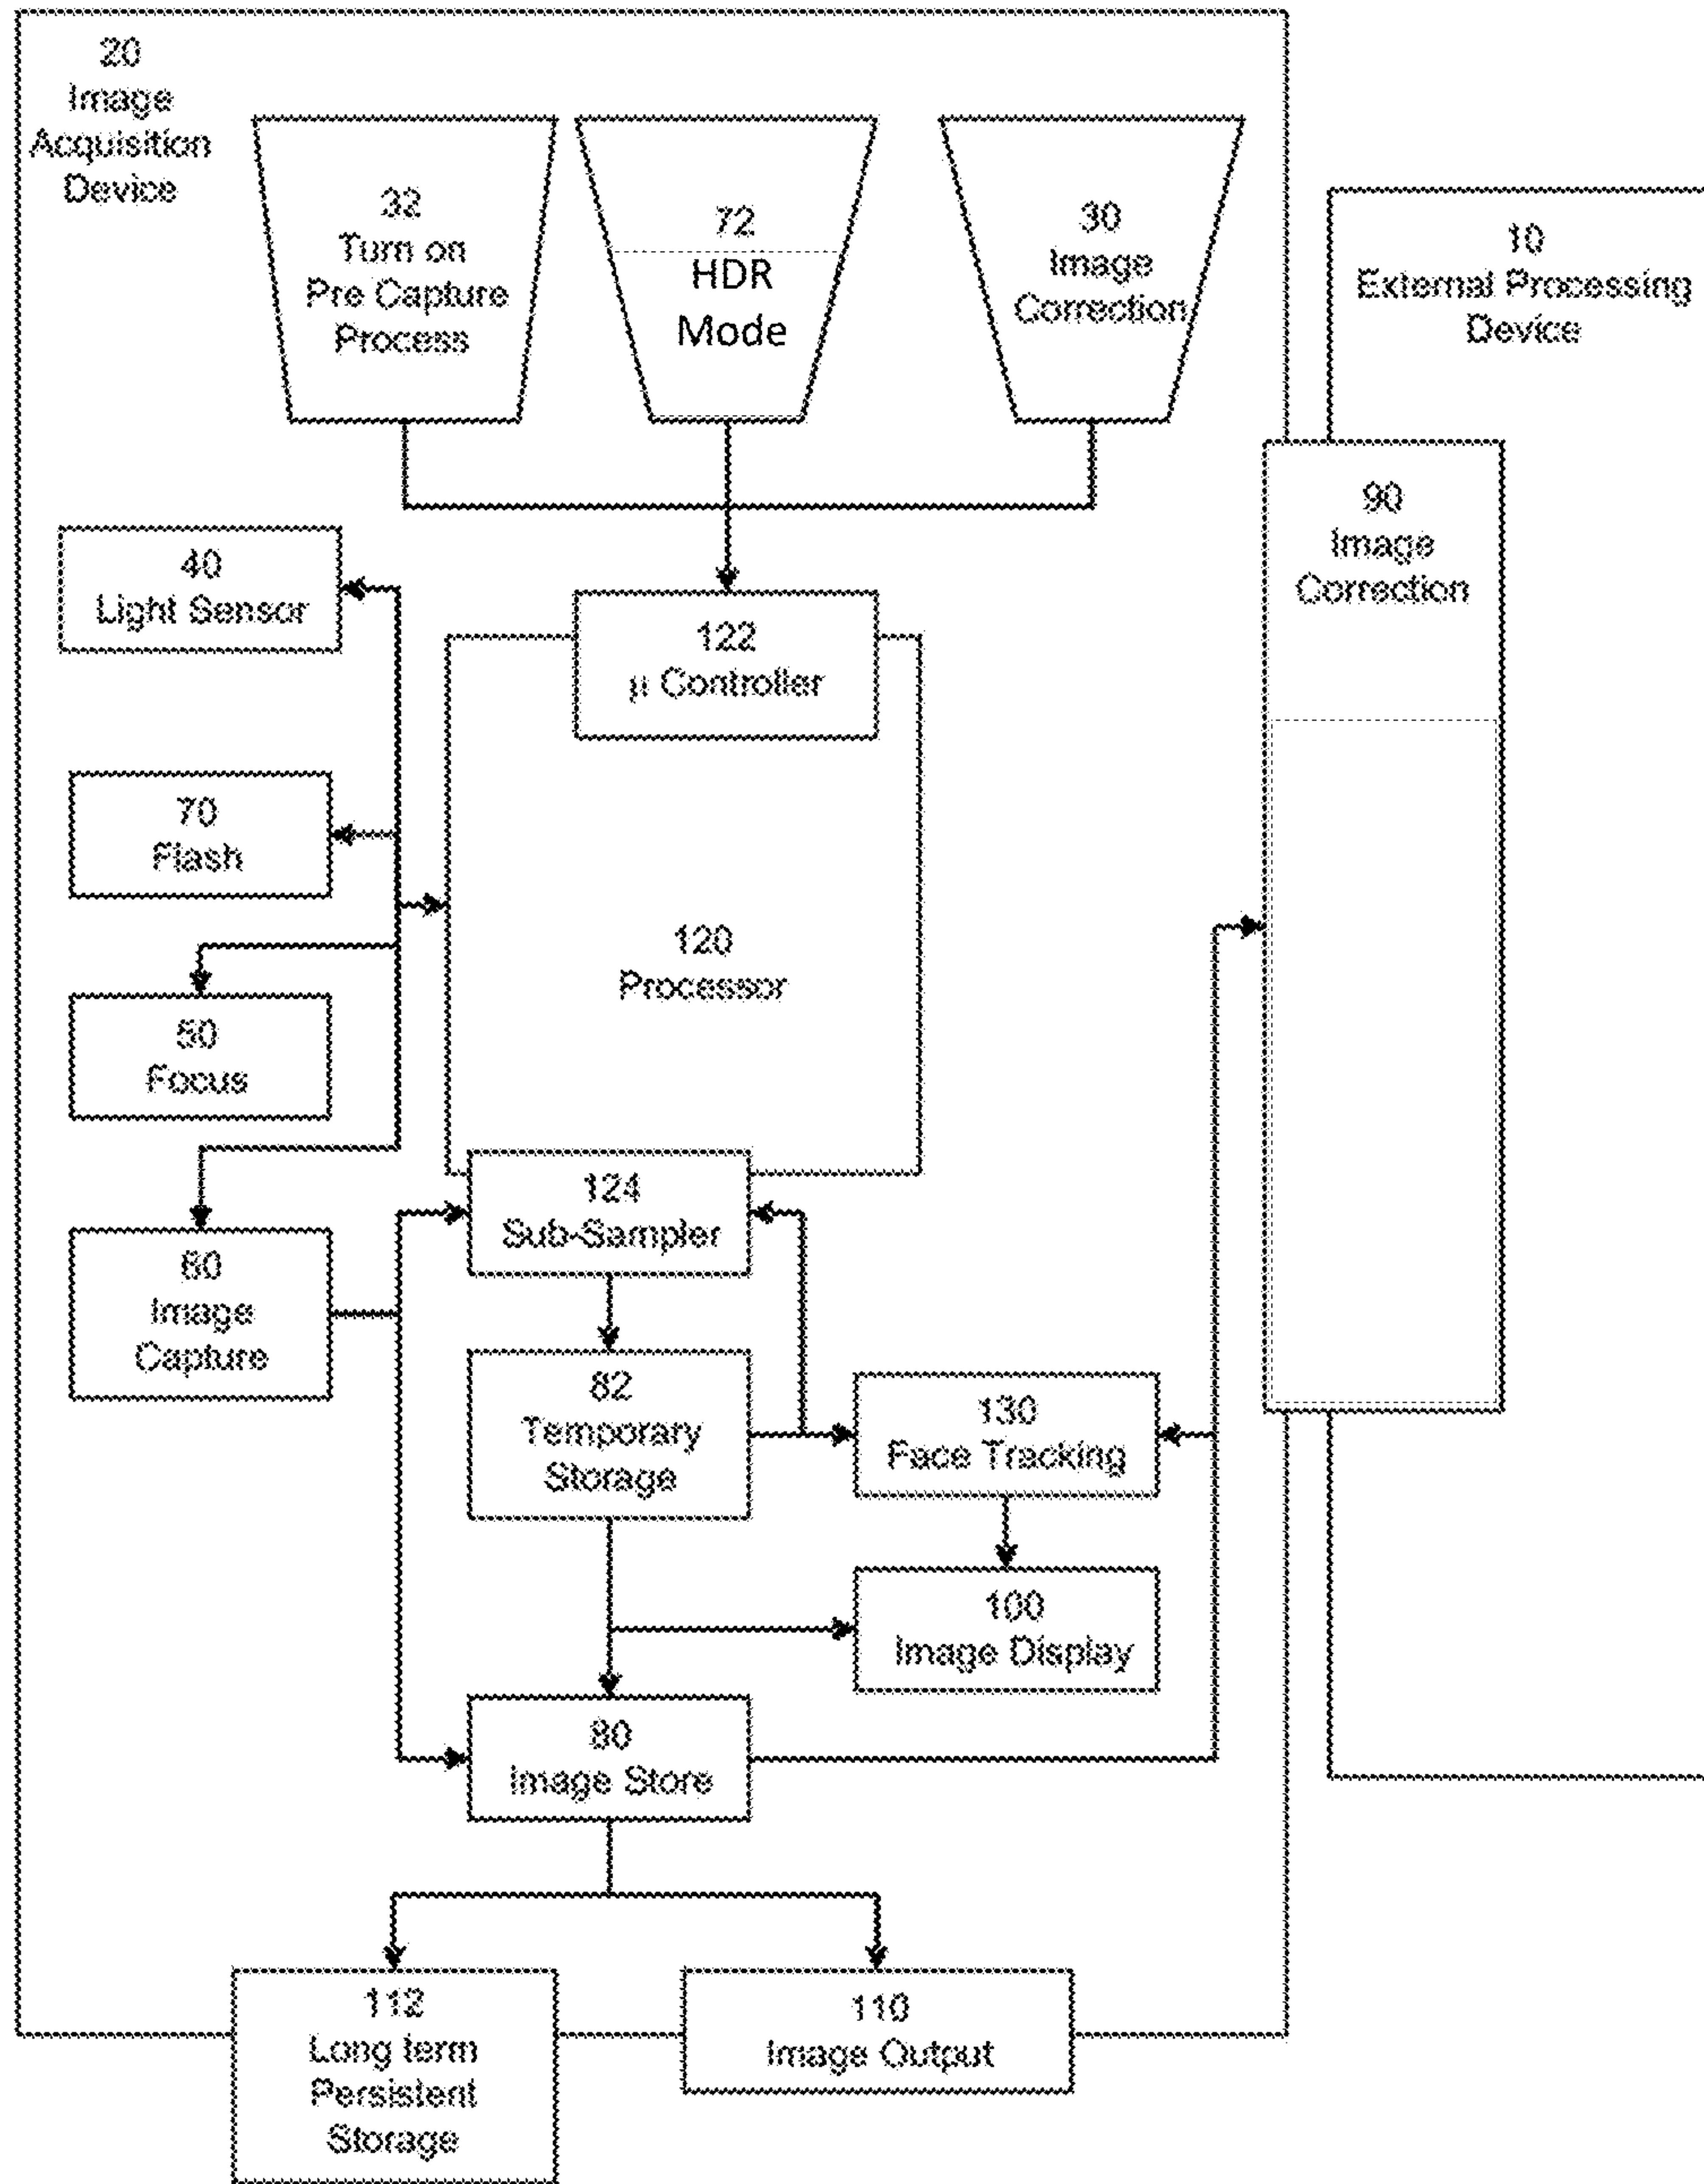 20
Image
Acquisition
Device
32
Turn on
Pre Capture
Process
72
HDR
Mode
30
Image
Correction
10
External Processing
Device
90
Image
Correction
40
Light Sensor
122
µ Controller
70
Flash
120
Processor
50
Focus
124
Sub-Sampler
60
Image
Capture
82
Temporary
Storage
130
Face Tracking
100
Image Display
80
Image Store
112
Long term
Persistent
Storage
110
Image Output